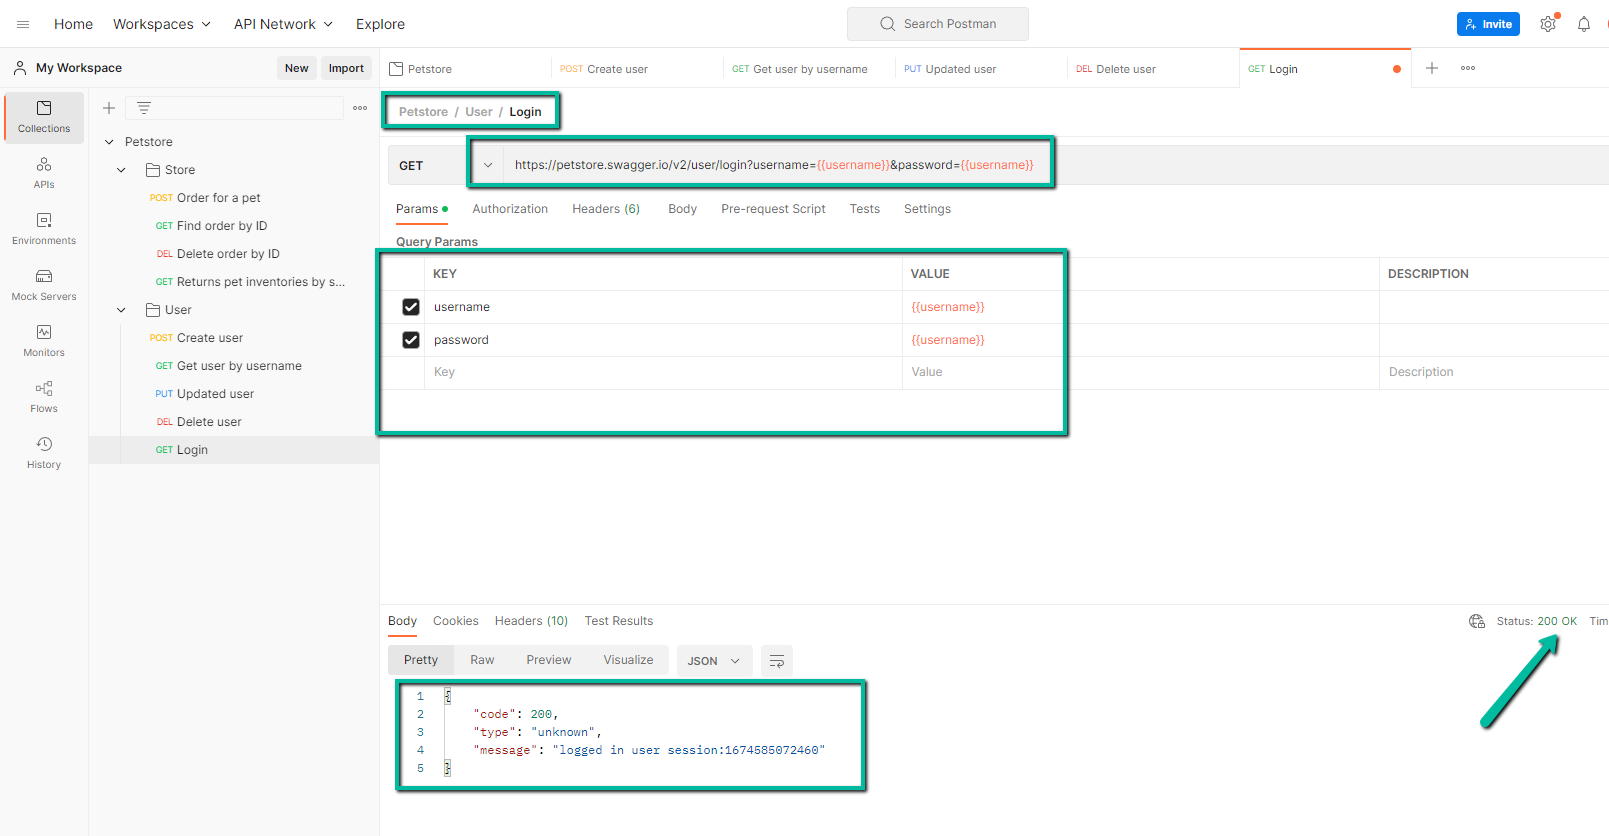 Home Workspaces API Network Explore Search Postman Invite
My Workspace New Import
Petstore POST Create user GET Get user by username PUT Updated user DEL Delete user GET Login
Collections
APIs
Environments
Mock Servers
Monitors
Flows
History
Petstore
Store
POST Order for a pet
GET Find order by ID
DEL Delete order by ID
GET Returns pet inventories by s...
User
POST Create user
GET Get user by username
PUT Updated user
DEL Delete user
GET Login
Petstore / User / Login
GET https://petstore.swagger.io/v2/user/login?username={{username}}&password={{username}}
Params Authorization Headers (6) Body Pre-request Script Tests Settings
Query Params
KEY VALUE DESCRIPTION
username {{username}}
password {{username}}
Key Value Description
Body Cookies Headers (10) Test Results Status: 200 OK Tim
Pretty Raw Preview Visualize JSON
1 {
2 "code": 200,
3 "type": "unknown",
4 "message": "logged in user session:1674585072460"
5 }